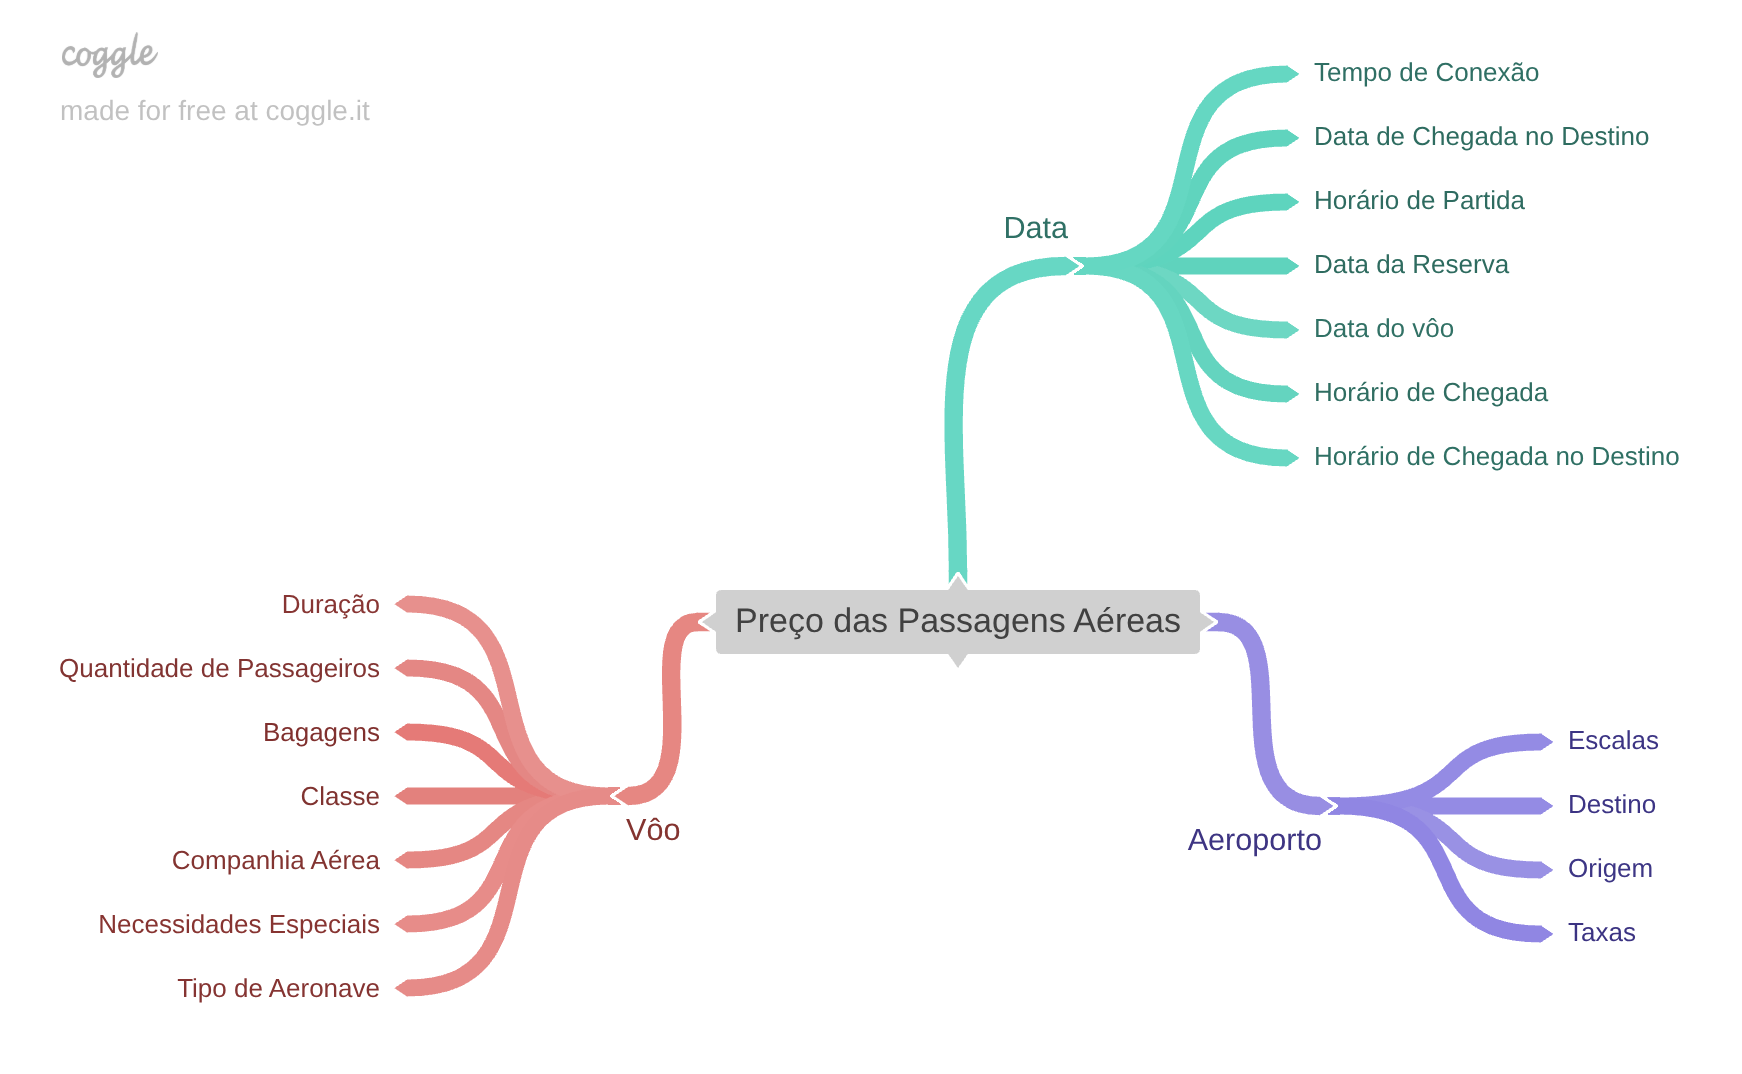 coggle
made for free at coggle.it
Tempo de Conexão
Data de Chegada no Destino
Horário de Partida
Data
Data da Reserva
Data do vôo
Horário de Chegada
Horário de Chegada no Destino
Preço das Passagens Aéreas
Duração
Quantidade de Passageiros
Bagagens
Classe
Vôo
Companhia Aérea
Necessidades Especiais
Tipo de Aeronave
Escalas
Destino
Aeroporto
Origem
Taxas